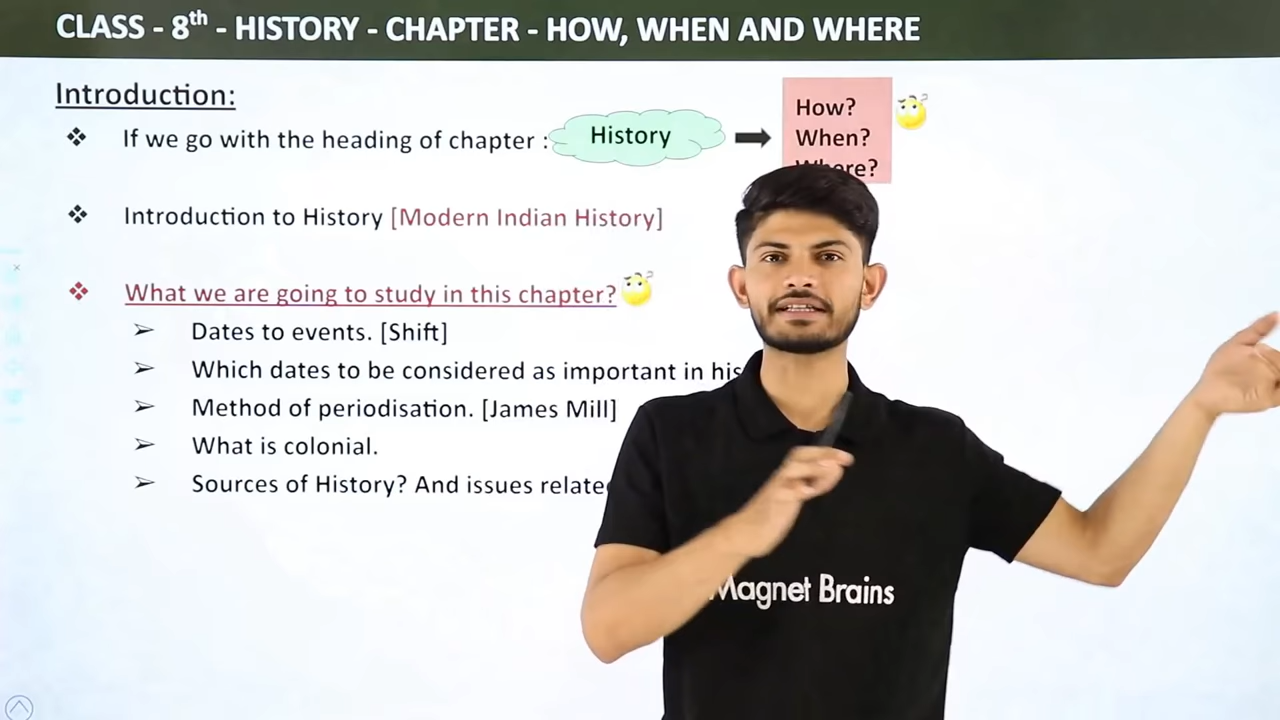 CLASS - 8th - HISTORY - CHAPTER - HOW, WHEN AND WHERE
Introduction:
If we go with the heading of chapter : History
How?
When?
Where?
Introduction to History [Modern Indian History]
What we are going to study in this chapter?
Dates to events. [Shift]
Which dates to be considered as important in his
Method of periodisation. [James Mill]
What is colonial.
Sources of History? And issues relate
Magnet Brains